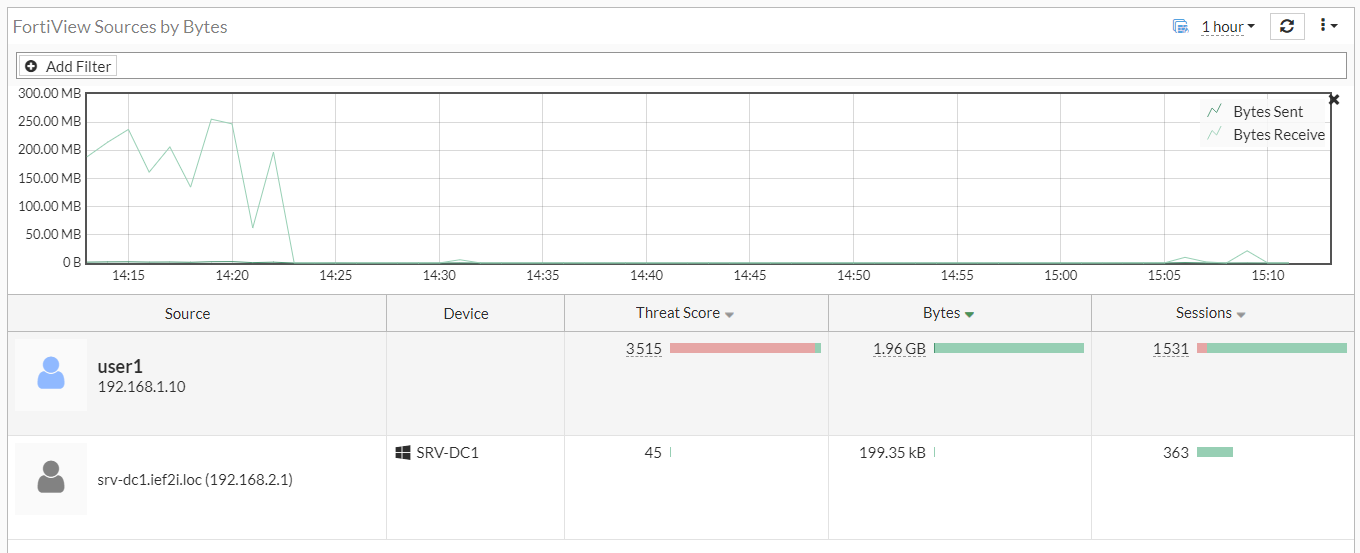 FortiView Sources by Bytes
1 hour
Add Filter
300.00 MB
250.00 MB
200.00 MB
150.00 MB
100.00 MB
50.00 MB
0 B
Bytes Sent
Bytes Receive
14:15 14:20 14:25 14:30 14:35 14:40 14:45 14:50 14:55 15:00 15:05 15:10
Source Device Threat Score Bytes Sessions
user1
192.168.1.10
3 515 1.96 GB 1 531
SRV-DC1 45 199.35 kB 363
srv-dc1.ief2i.loc (192.168.2.1)